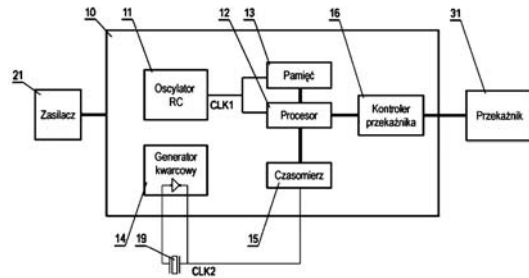 10
11
12
13
16
31
21
Zasilacz
Oscylator
RC
CLK1
Pamięć
Procesor
Kontroler
przekaźnika
Przekaźnik
Generator
kwarcowy
Czasomierz
14
19
CLK2
15